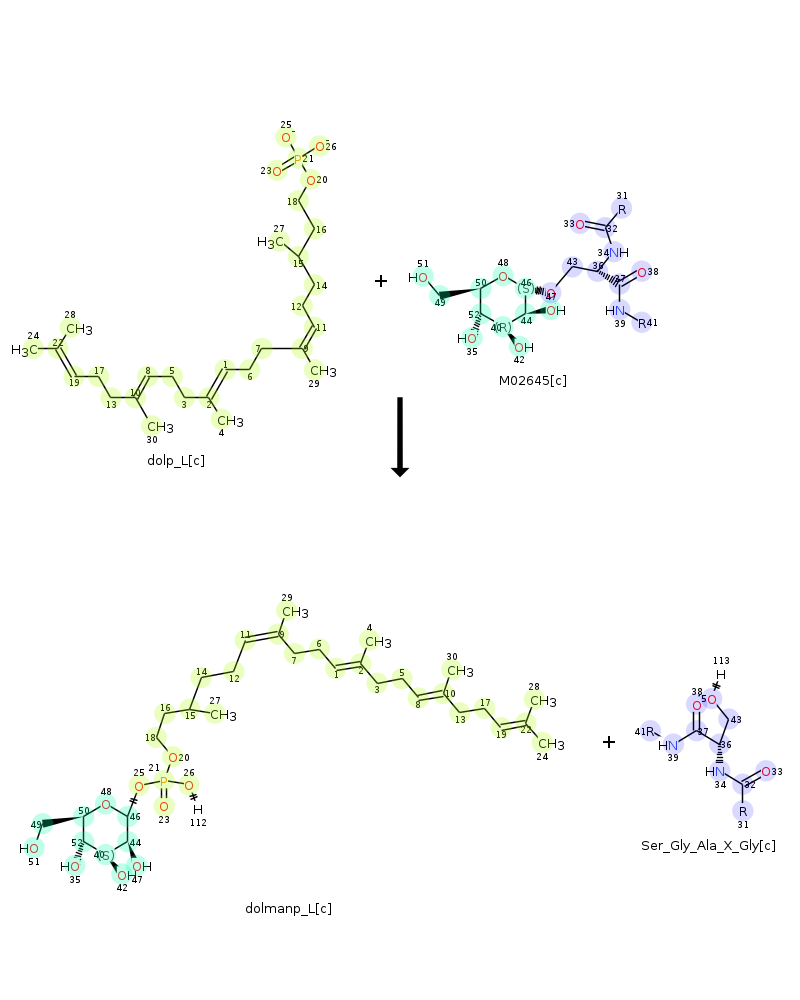 25
-
O
P 21
-
O 26
23 O
O 20
18
27
16
H₃C
15
14
12
11
28
24
CH3
22
H₃C
17
8
5
1
7
9
6
19
10
2
CH3
29
13
3
CH3
4
CH3
30
dolp_L[c]
+
31
R
33 O
32
51
48
43
34 NH
36
37
O 38
HO
O
50
46
(S)
O
47
49
52
44
OH
HN
39
R 41
HO
35
40
(R)
OH
42
M02645[c]
29
CH3
11
9
4
CH3
6
7
30
CH3
1
2
14
12
5
10
17
28
CH3
3
8
13
19
22
16
27
CH3
CH3
24
15
18
O 20
21
25
26
O
P
O
48
O
23
H
112
50
O
46
49
HO
51
52
44
HO
35
40
(S)
OH
47
OH
42
dolmanp_L[c]
+
113
H
38
O
O
43
41 R
37
HN
39
36
HN
34
32
O 33
R
31
Ser_Gly_Ala_X_Gly[c]